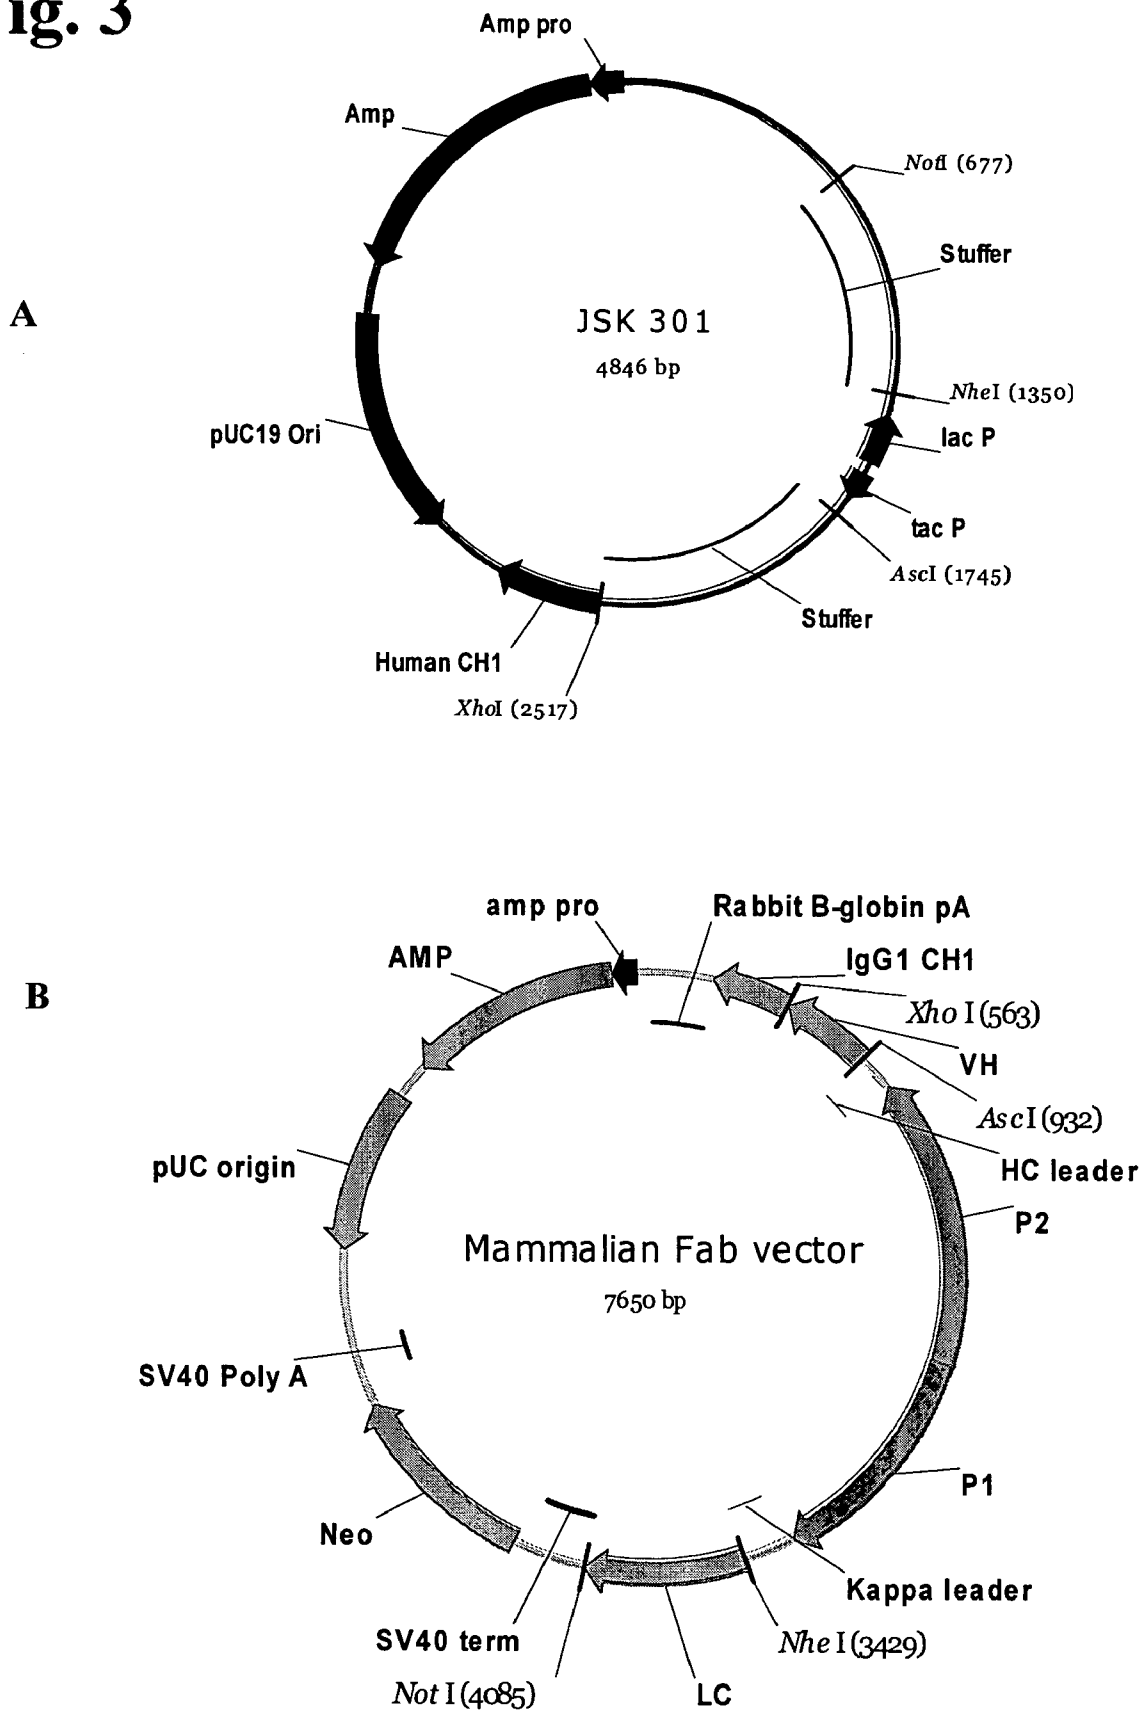 ig. 3
Amp pro
Amp
NotI (677)
Stuffer
A
JSK 301
4846 bp
NheI (1350)
lac P
pUC19 Ori
tac P
AscI (1745)
Stuffer
Human CH1
XhoI (2517)
amp pro
Rabbit B-globin pA
AMP
IgG1 CH1
B
Xho I (563)
VH
AscI (932)
pUC origin
HC leader
P2
Mammalian Fab vector
7650 bp
SV40 Poly A
P1
Neo
Kappa leader
SV40 term
Nhe I (3429)
Not I (4085)
LC